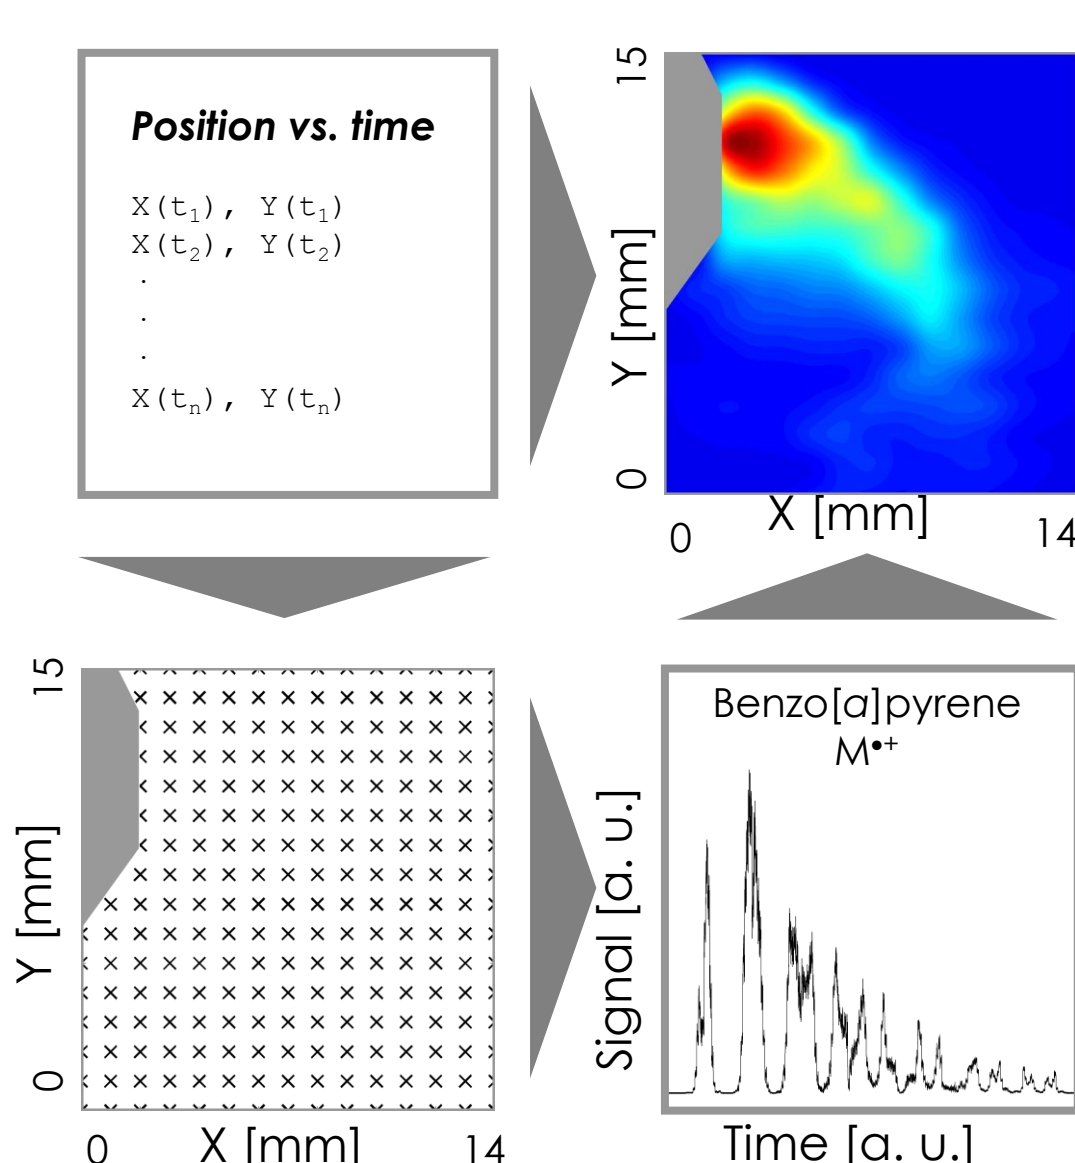 Position vs. time
X(t₁), Y(t₁)
X(t₂), Y(t₂)
.
.
.
X(tₙ), Y(tₙ)
15
Y [mm]
0
0
X [mm]
14
15
Y [mm]
0
0
X [mm]
14
Benzo[a]pyrene
M•⁺
Signal [a. u.]
Time [a. u.]